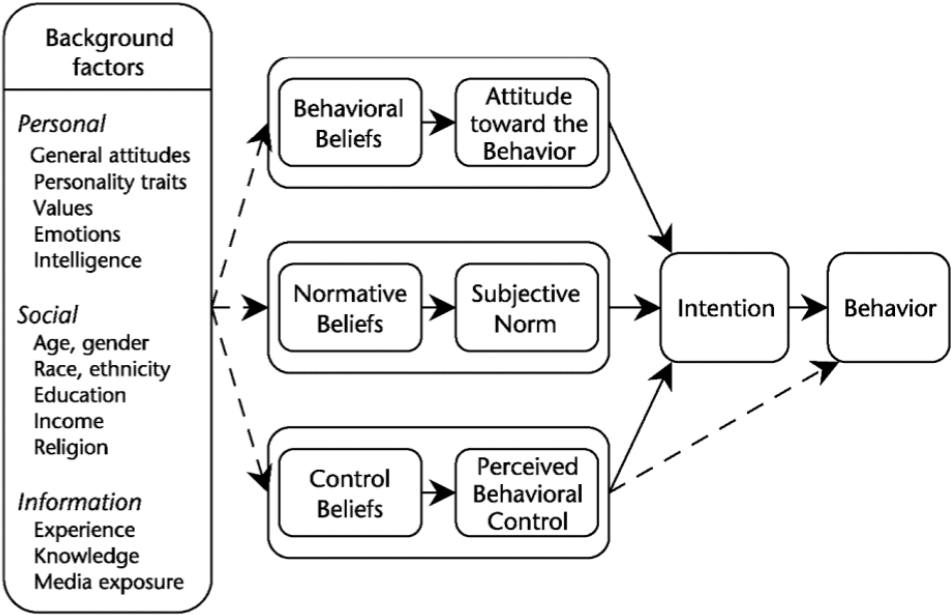 Background
factors
Personal
General attitudes
Personality traits
Values
Emotions
Intelligence
Social
Age, gender
Race, ethnicity
Education
Income
Religion
Information
Experience
Knowledge
Media exposure
Behavioral
Beliefs
Attitude
toward the
Behavior
Normative
Beliefs
Subjective
Norm
Control
Beliefs
Perceived
Behavioral
Control
Intention
Behavior